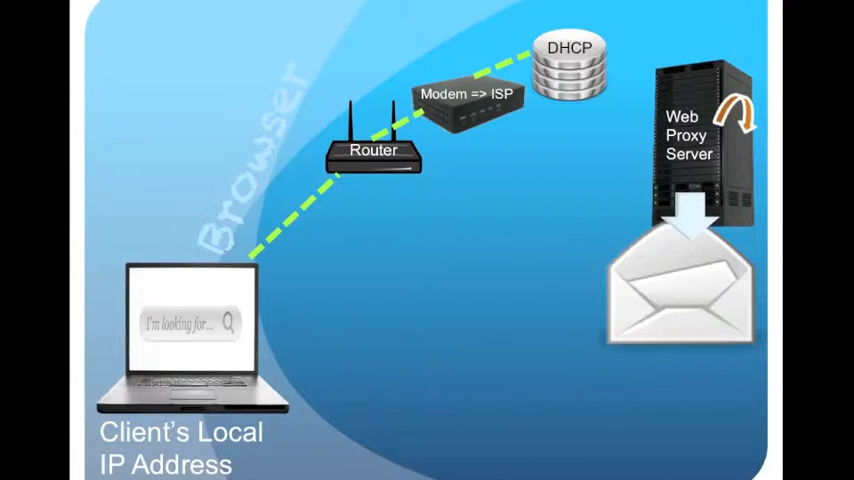 DHCP
Modem => ISP
Web
Proxy
Server
Router
Browser
I'm looking for...
Client's Local
IP Address